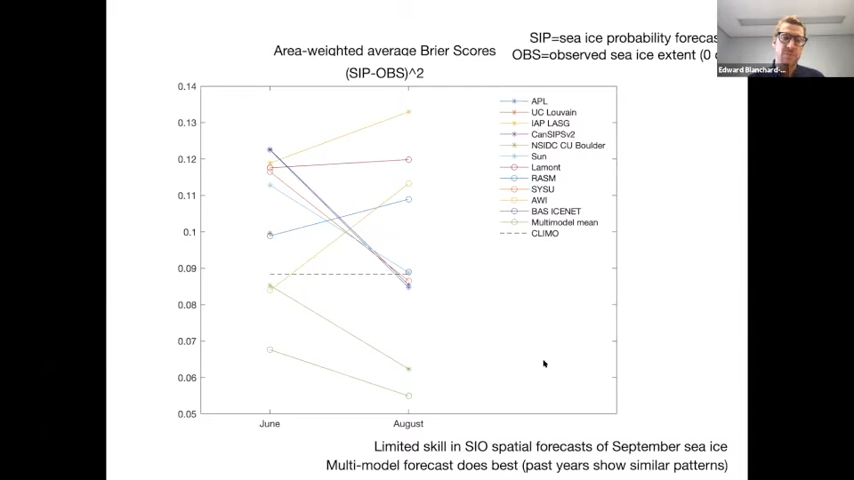 SIP=sea ice probability forecas
Area-weighted average Brier Scores
OBS=observed sea ice extent (0
(SIP-OBS)^2
Edward Blanchard-...
0.14
0.13
0.12
0.11
0.1
0.09
0.08
0.07
0.06
0.05
APL
UC Louvain
IAP LASG
CanSIPSv2
NSIDC CU Boulder
Sun
Lamont
RASM
SYSU
AWI
BAS ICENET
Multimodel mean
CLIMO
June
August
Limited skill in SIO spatial forecasts of September sea ice
Multi-model forecast does best (past years show similar patterns)